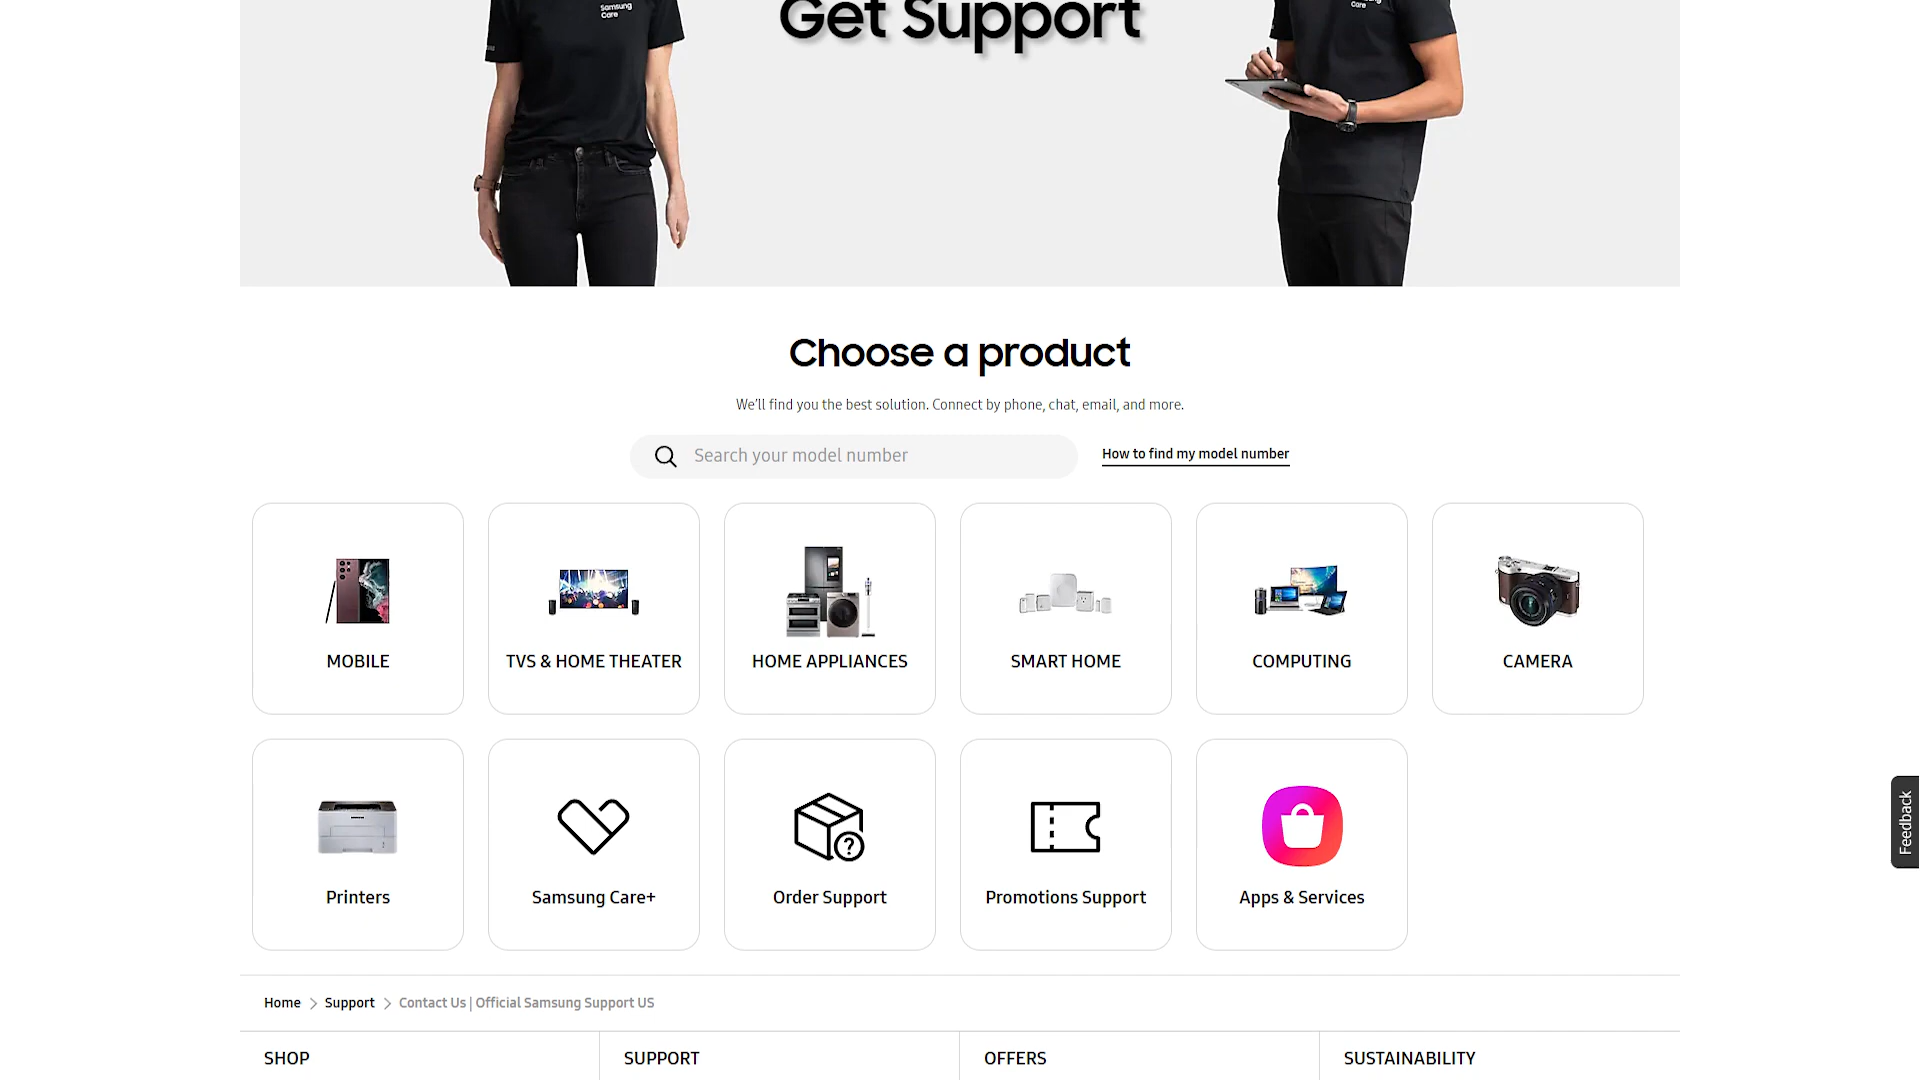 Samsung
Care
Get Support
Care
Choose a product
We'll find you the best solution. Connect by phone, chat, email, and more.
Search your model number
How to find my model number
MOBILE
TVS & HOME THEATER
HOME APPLIANCES
SMART HOME
COMPUTING
CAMERA
Printers
Samsung Care+
Order Support
Promotions Support
Apps & Services
Feedback
Home
Support
Contact Us | Official Samsung Support US
SHOP
SUPPORT
OFFERS
SUSTAINABILITY